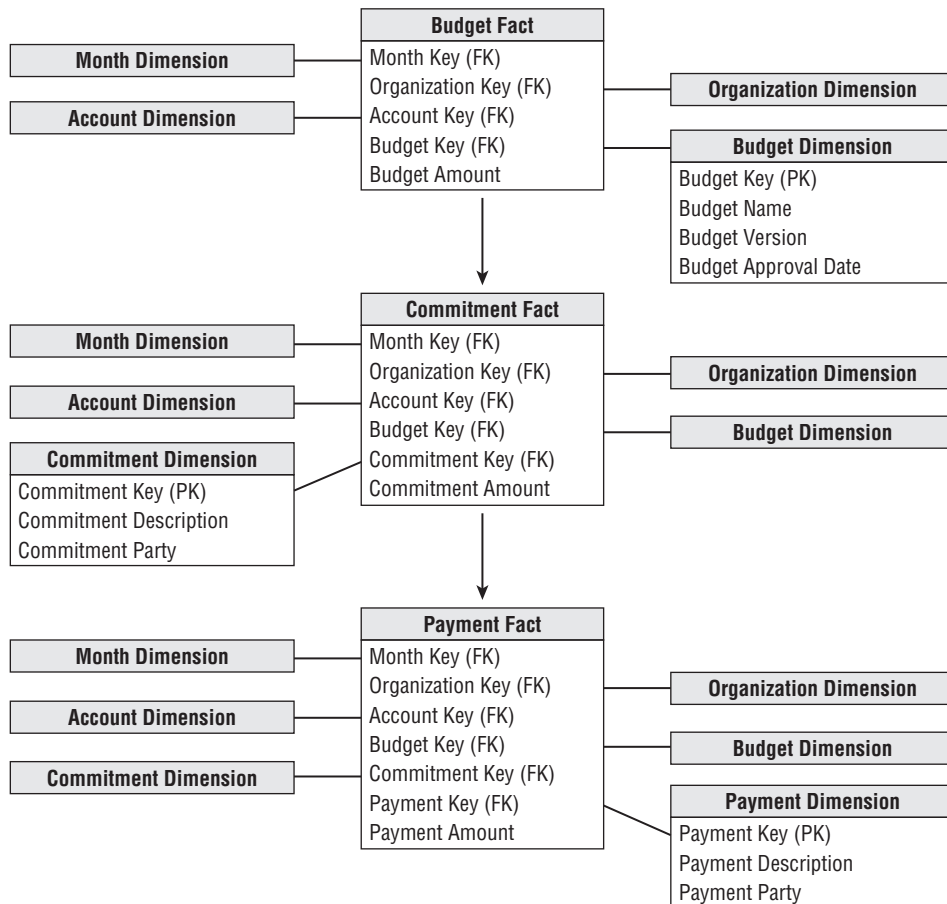 Budget Fact
Month Key (FK)
Organization Key (FK)
Account Key (FK)
Budget Key (FK)
Budget Amount
Month Dimension
Account Dimension
Organization Dimension
Budget Dimension
Budget Key (PK)
Budget Name
Budget Version
Budget Approval Date
Commitment Fact
Month Key (FK)
Organization Key (FK)
Account Key (FK)
Budget Key (FK)
Commitment Key (FK)
Commitment Amount
Month Dimension
Account Dimension
Commitment Dimension
Commitment Key (PK)
Commitment Description
Commitment Party
Organization Dimension
Budget Dimension
Payment Fact
Month Key (FK)
Organization Key (FK)
Account Key (FK)
Budget Key (FK)
Commitment Key (FK)
Payment Key (FK)
Payment Amount
Month Dimension
Account Dimension
Commitment Dimension
Organization Dimension
Budget Dimension
Payment Dimension
Payment Key (PK)
Payment Description
Payment Party